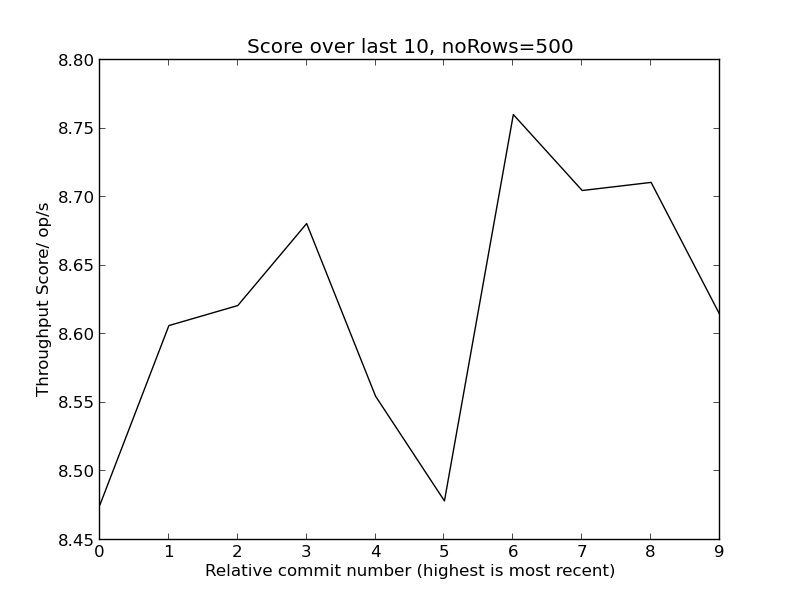 Score over last 10, noRows=500
8.80
8.75
8.70
8.65
8.60
8.55
8.50
8.45
Throughput Score/ op/s
0 1 2 3 4 5 6 7 8 9
Relative commit number (highest is most recent)